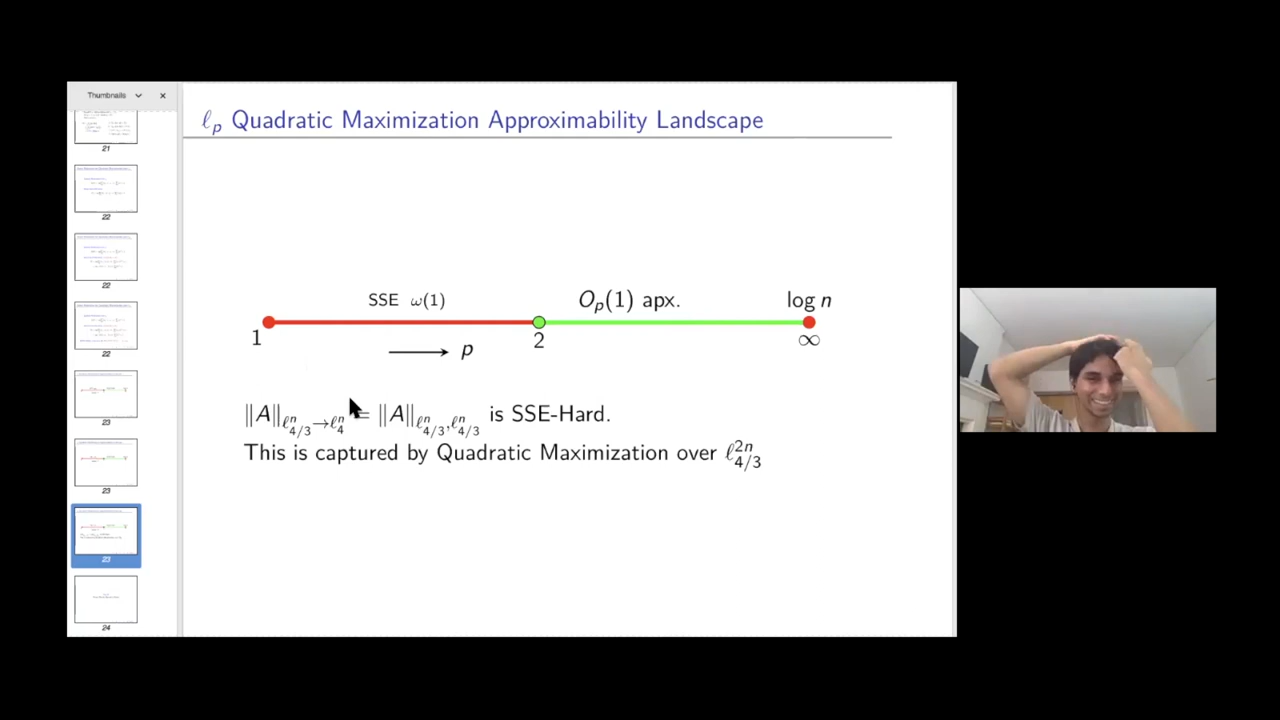 Thumbnails
21
22
22
22
23
23
23
24
ℓ_p Quadratic Maximization Approximability Landscape
SSE ω(1)
O_p(1) apx.
log n
1
2
∞
→ p
‖A‖_{ℓ^n_{4/3}→ℓ^n_4} = ‖A‖_{ℓ^n_{4/3},ℓ^n_{4/3}} is SSE-Hard.
This is captured by Quadratic Maximization over ℓ^{2n}_{4/3}